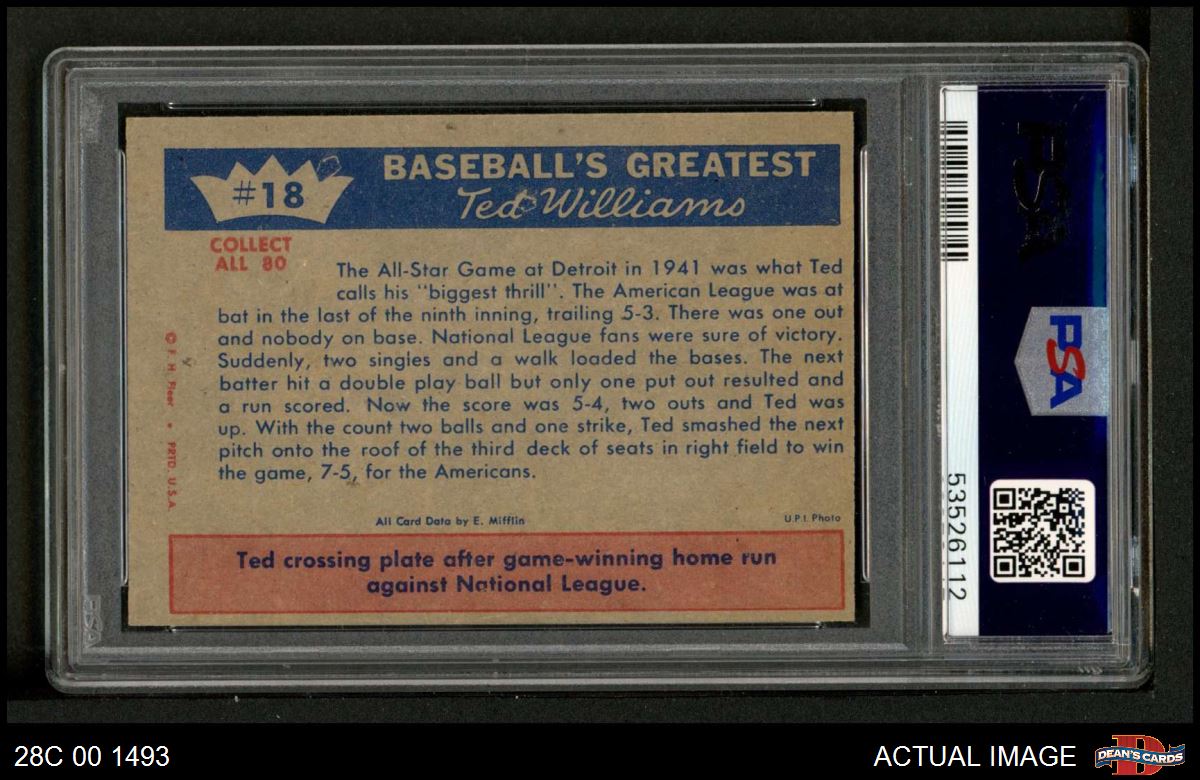 #18
BASEBALL'S GREATEST
Ted Williams
COLLECT
ALL 80
The All-Star Game at Detroit in 1941 was what Ted
calls his "biggest thrill". The American League was at
bat in the last of the ninth inning, trailing 5-3. There was one out
and nobody on base. National League fans were sure of victory.
Suddenly, two singles and a walk loaded the bases. The next
batter hit a double play ball but only one put out resulted and
a run scored. Now the score was 5-4, two outs and Ted was
up. With the count two balls and one strike, Ted smashed the next
pitch onto the roof of the third deck of seats in right field to win
the game, 7-5, for the Americans.
© F. H. Fleer • PRTD. U.S.A.
All Card Data by E. Mifflin
U.P.I. Photo
Ted crossing plate after game-winning home run
against National League.
PSA
PSA
53526112
PSA
28C 00 1493
ACTUAL IMAGE
D
DEAN'S CARDS